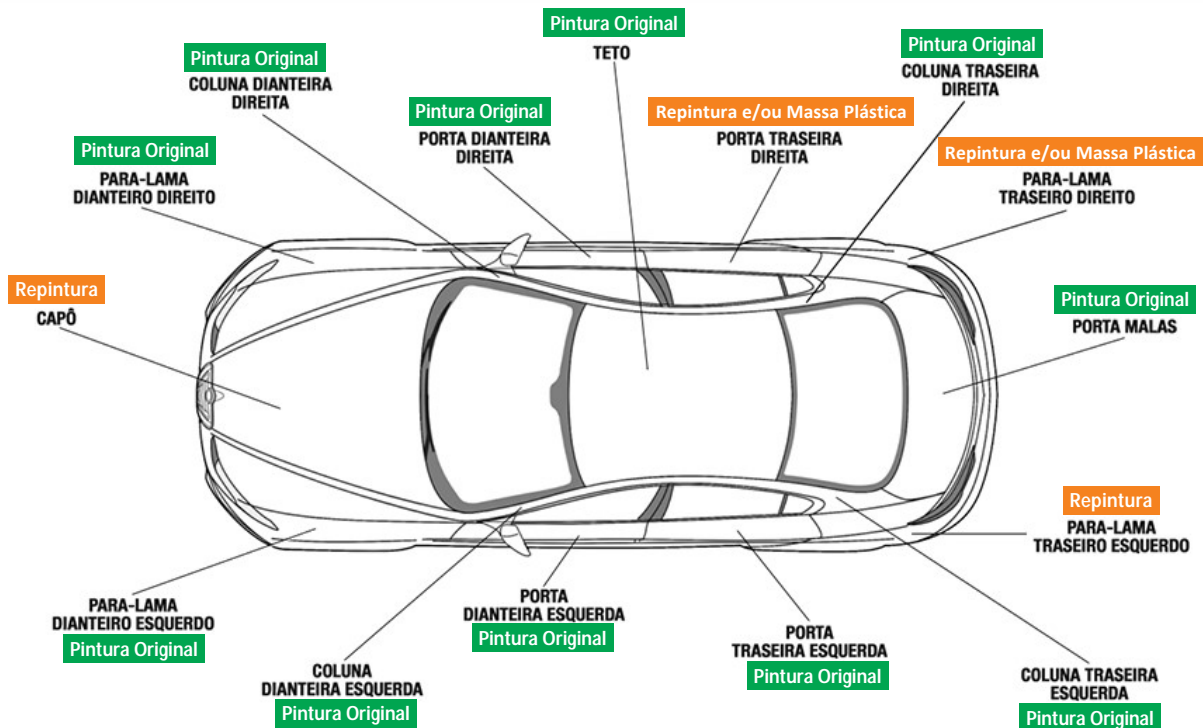 Pintura Original
TETO
Pintura Original
COLUNA DIANTEIRA
DIREITA
Pintura Original
COLUNA TRASEIRA
DIREITA
Pintura Original
PORTA DIANTEIRA
DIREITA
Repintura e/ou Massa Plástica
PORTA TRASEIRA
DIREITA
Pintura Original
PARA-LAMA
DIANTEIRO DIREITO
Repintura e/ou Massa Plástica
PARA-LAMA
TRASEIRO DIREITO
Repintura
CAPÔ
Pintura Original
PORTA MALAS
Repintura
PARA-LAMA
TRASEIRO ESQUERDO
PARA-LAMA
DIANTEIRO ESQUERDO
Pintura Original
PORTA
DIANTEIRA ESQUERDA
Pintura Original
PORTA
TRASEIRA ESQUERDA
Pintura Original
COLUNA
DIANTEIRA ESQUERDA
Pintura Original
COLUNA TRASEIRA
ESQUERDA
Pintura Original